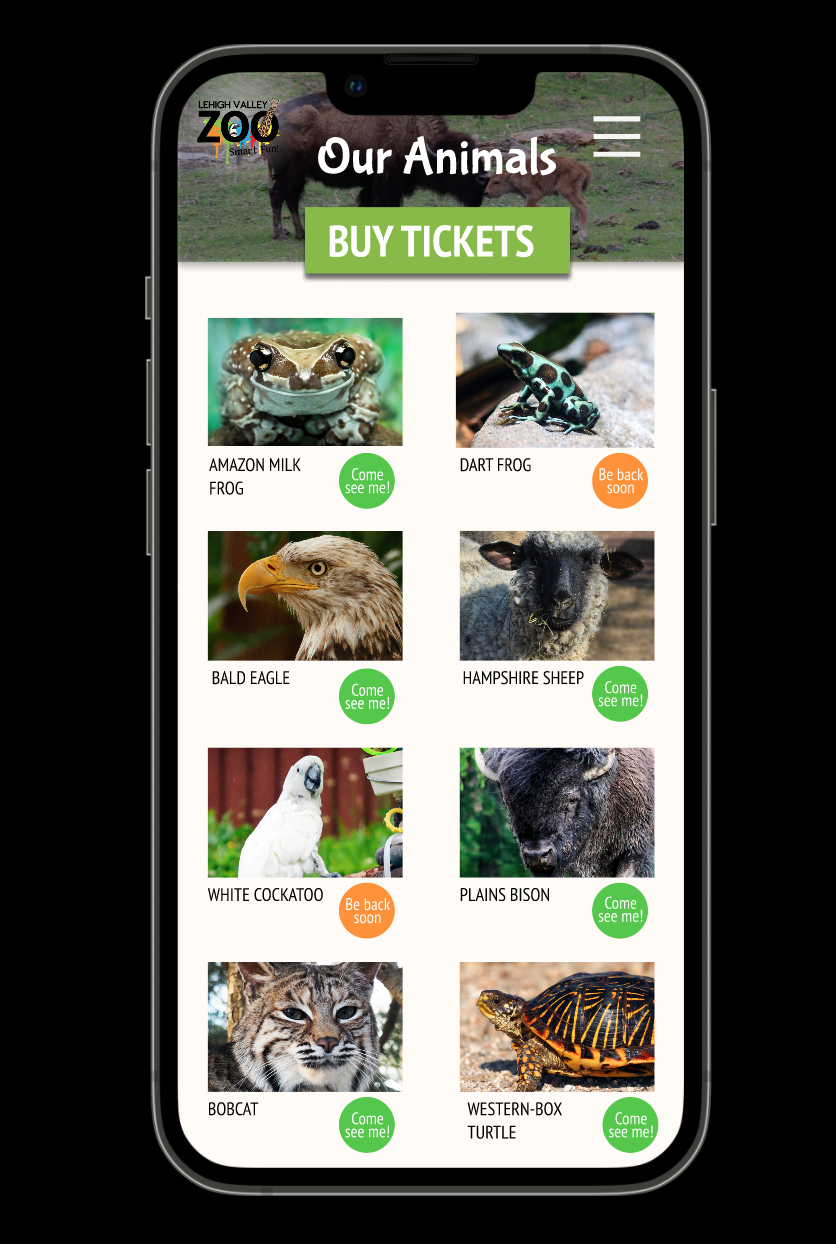 LEHIGH VALLEY
ZOO
Smart Fun!
Our Animals
BUY TICKETS
AMAZON MILK
FROG
Come
see me!
DART FROG
Be back
soon
BALD EAGLE
Come
see me!
HAMPSHIRE SHEEP
Come
see me!
WHITE COCKATOO
Be back
soon
PLAINS BISON
Come
see me!
BOBCAT
Come
see me!
WESTERN-BOX
TURTLE
Come
see me!